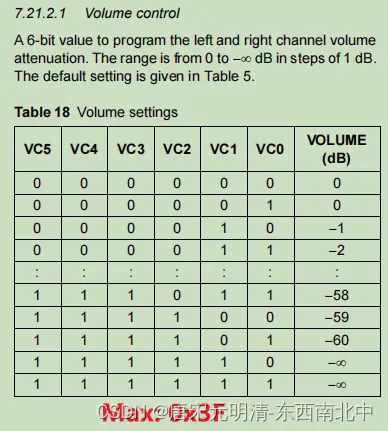 7.21.2.1 Volume control
A 6-bit value to program the left and right channel volume
attenuation. The range is from 0 to −∞ dB in steps of 1 dB.
The default setting is given in Table 5.
Table 18 Volume settings
VC5 VC4 VC3 VC2 VC1 VC0 VOLUME (dB)
0 0 0 0 0 0 0
0 0 0 0 0 1 0
0 0 0 0 1 0 −1
0 0 0 0 1 1 −2
: : : : : : :
1 1 1 0 1 1 −58
1 1 1 1 0 0 −59
1 1 1 1 0 1 −60
1 1 1 1 1 0 −∞
1 1 1 1 1 1 −∞
Max: 0x3F
CSDN @唐宋元明清-东西南北中